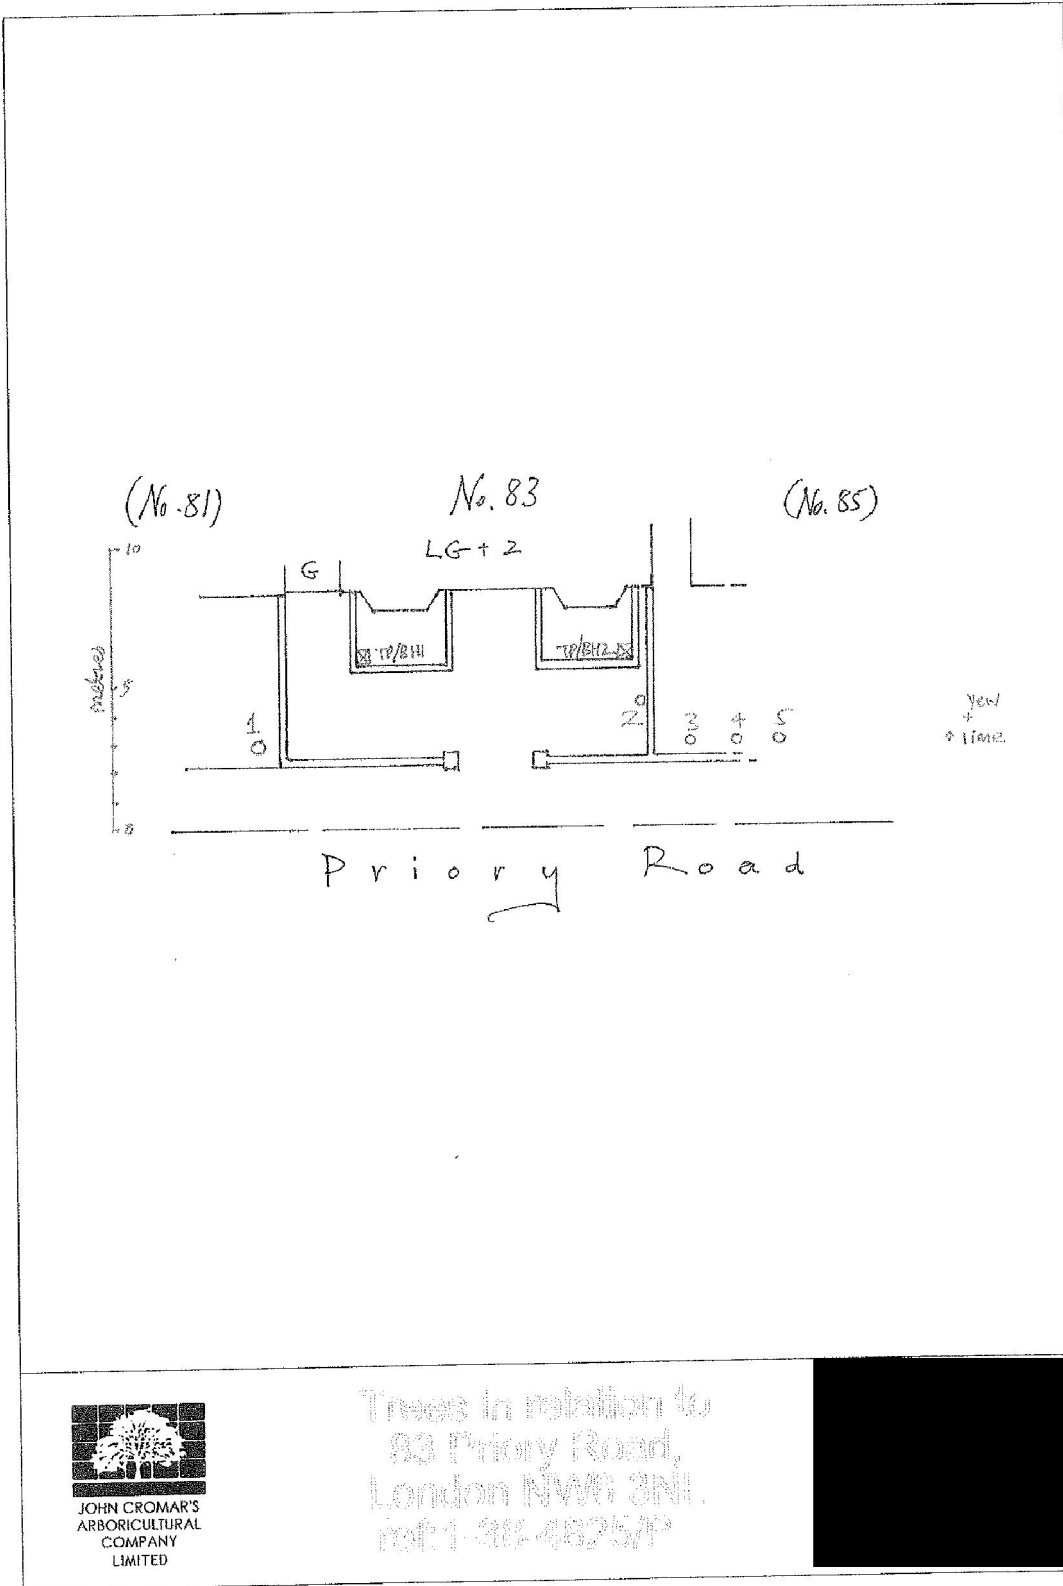 (No. 81)
No. 83
(No. 85)
LG + 2
10
G
TP/BH1
TP/BH2
metres
5
1
2
3 4 5
yew
+
lime
0
Priory Road
JOHN CROMAR'S
ARBORICULTURAL
COMPANY
LIMITED
Trees in relation to
83 Priory Road,
London NW6